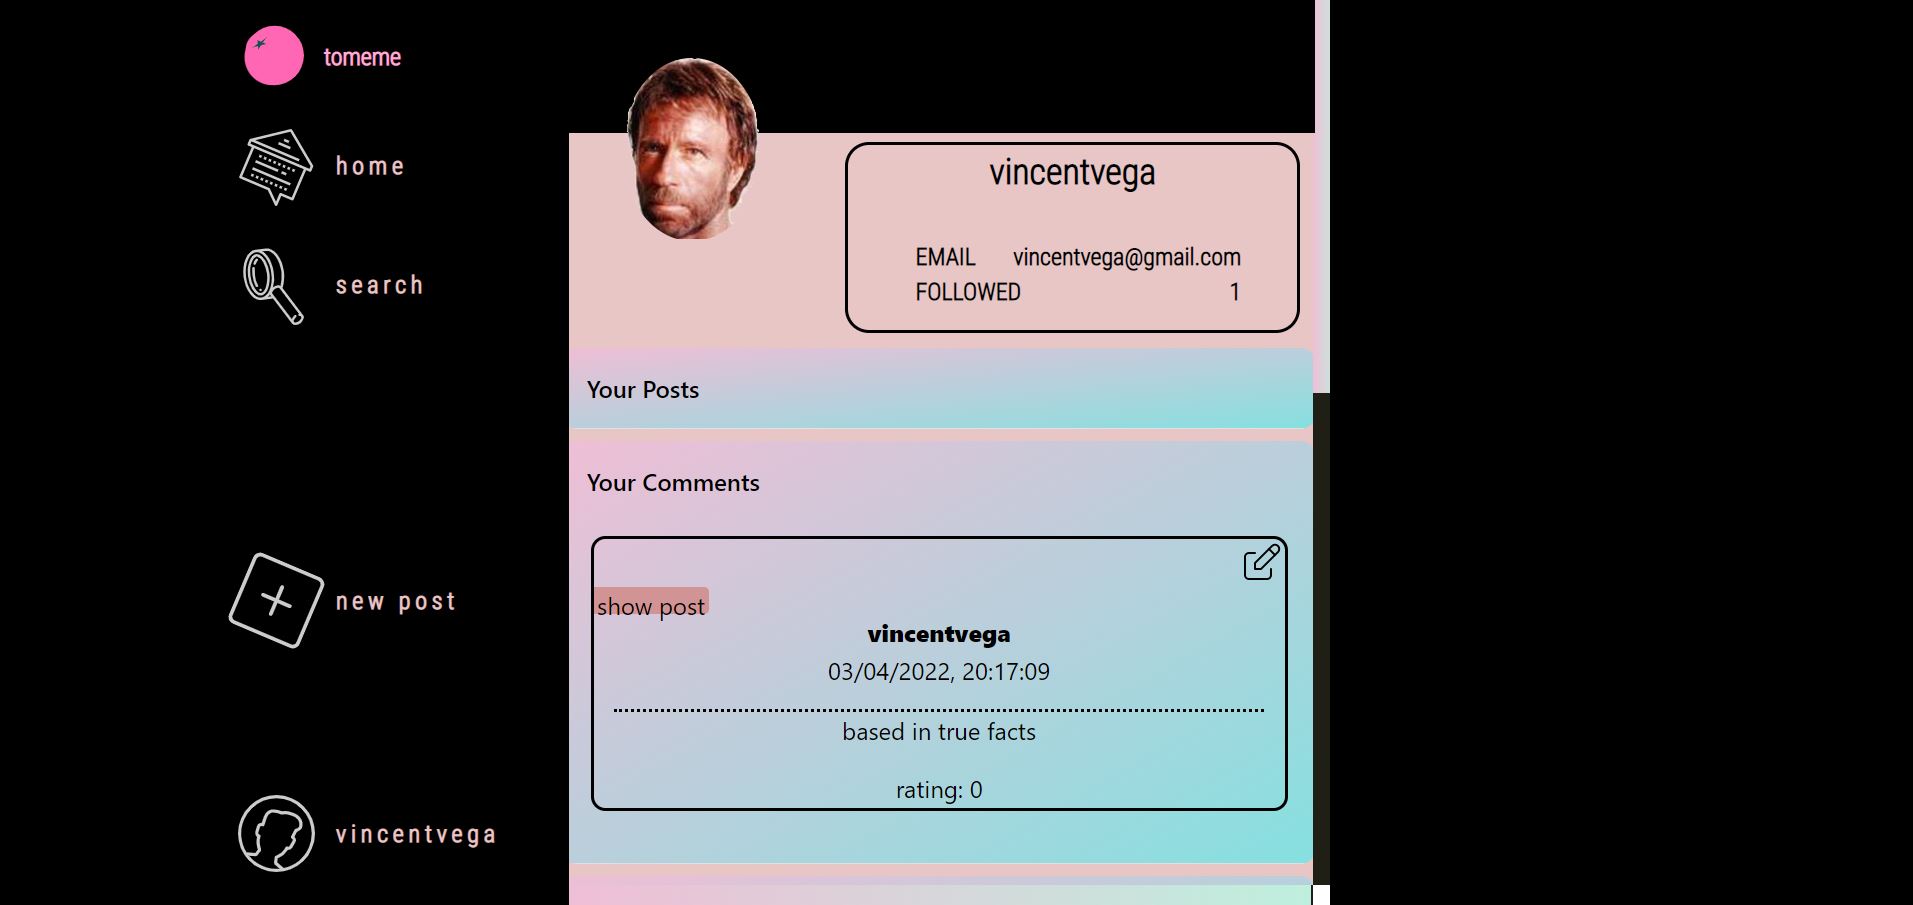 tomeme
home
search
new post
vincentvega
vincentvega
EMAIL vincentvega@gmail.com
FOLLOWED 1
Your Posts
Your Comments
show post
vincentvega
03/04/2022, 20:17:09
based in true facts
rating: 0